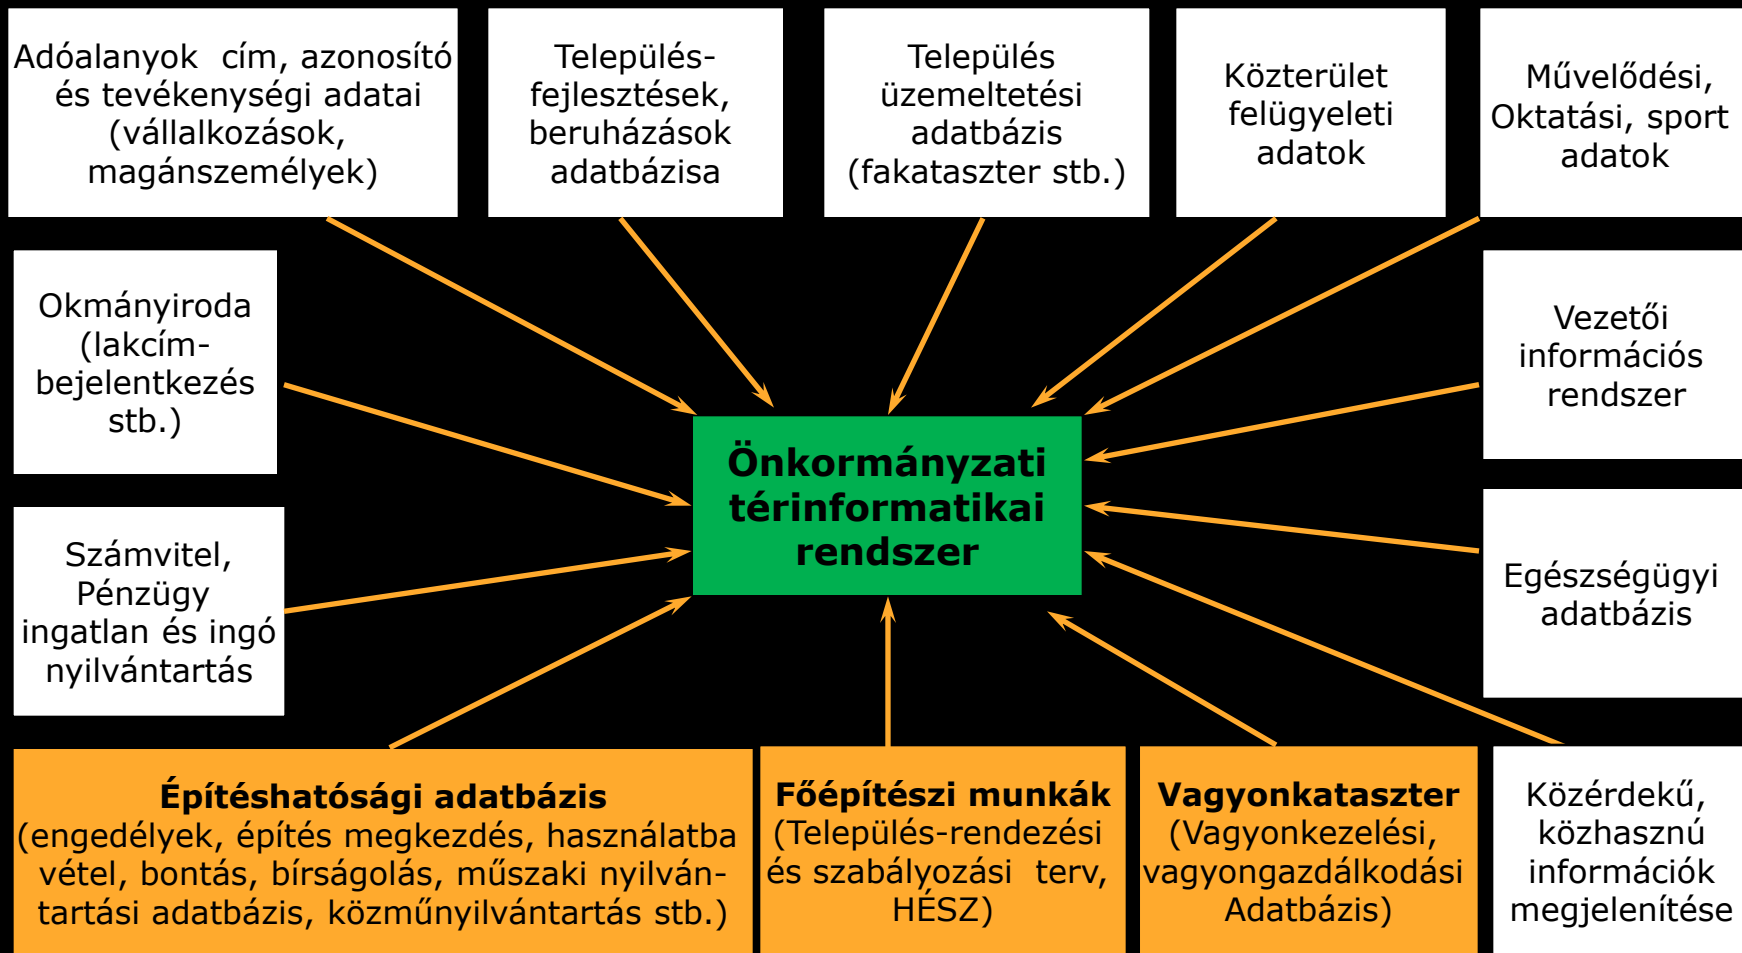 Adóalanyok cím, azonosító
és tevékenységi adatai
(vállalkozások,
magánszemélyek)
Település-
fejlesztések,
beruházások
adatbázisa
Település
üzemeltetési
adatbázis
(fakataszter stb.)
Közterület
felügyeleti
adatok
Művelődési,
Oktatási, sport
adatok
Okmányiroda
(lakcím-
bejelentkezés
stb.)
Vezetői
információs
rendszer
Önkormányzati
térinformatikai
rendszer
Számvitel,
Pénzügy
ingatlan és ingó
nyilvántartás
Egészségügyi
adatbázis
Építéshatósági adatbázis
(engedélyek, építés megkezdés, használatba
vétel, bontás, bírságolás, műszaki nyilván-
tartási adatbázis, közműnyilvántartás stb.)
Főépítészi munkák
(Település-rendezési
és szabályozási terv,
HÉSZ)
Vagyonkataszter
(Vagyonkezelési,
vagyongazdálkodási
Adatbázis)
Közérdekű,
közhasznú
információk
megjelenítése